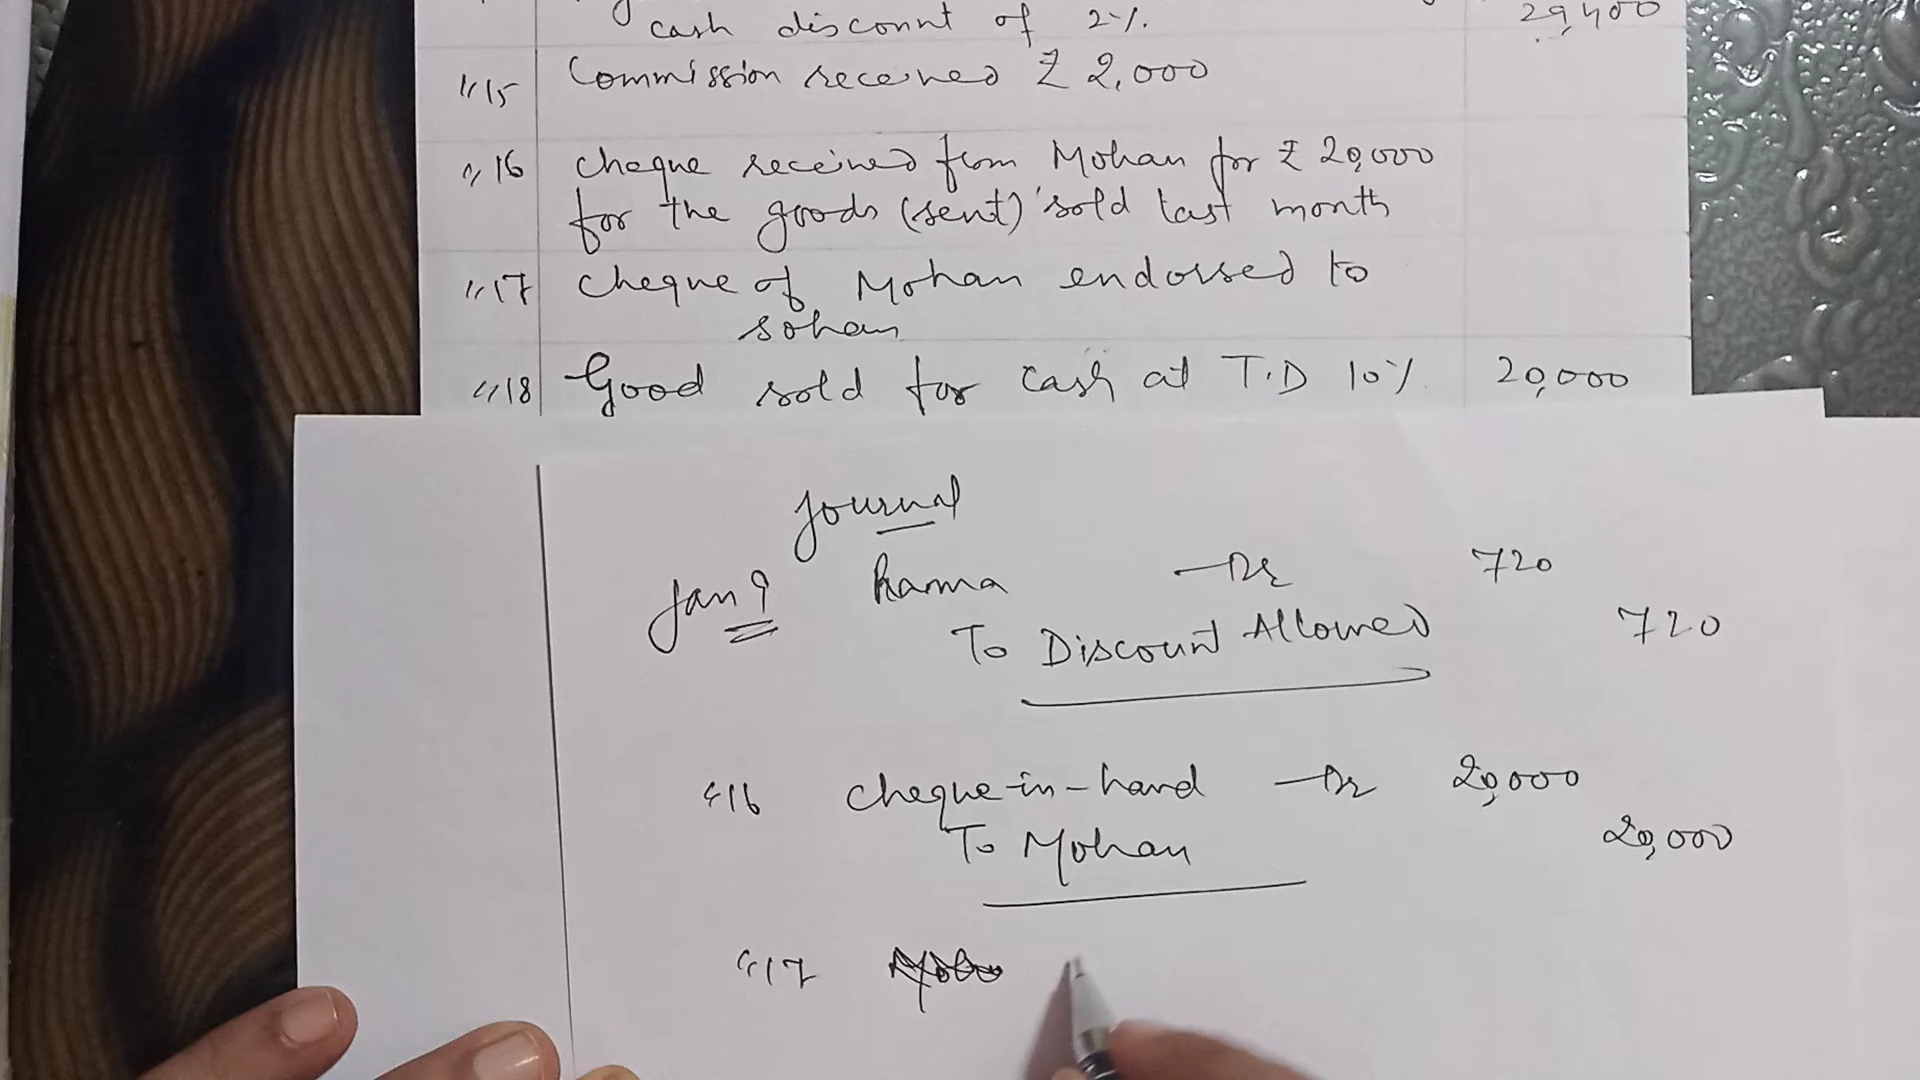 cash discount of 2%. 29,400
"15 Commission received ₹ 2,000
"16 cheque received from Mohan for ₹ 20,000
for the goods (sent) sold last month
"17 cheque of Mohan endorsed to
sohan
"18 Good sold for cash at T.D 10% 20,000
Journal
Jan 9 Rama Dr 720
To Discount Allowed 720
"16 cheque-in-hand Dr 20,000
To Mohan 20,000
"17